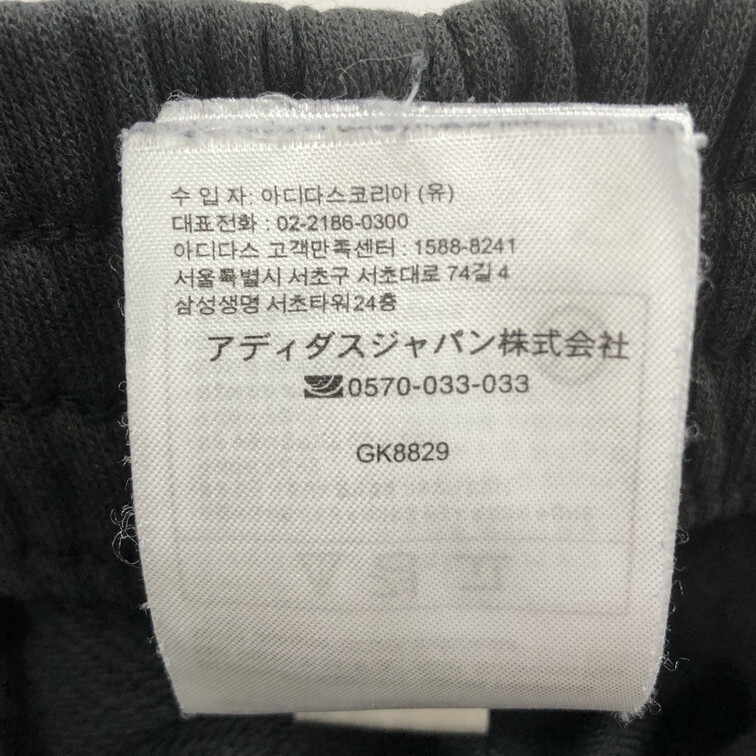 수 입 자: 아디다스코리아 (유)
대표전화 : 02-2186-0300
아디다스 고객만족센터 : 1588-8241
서울특별시 서초구 서초대로 74길 4
삼성생명 서초타워24층
アディダスジャパン株式会社
0570-033-033
GK8829